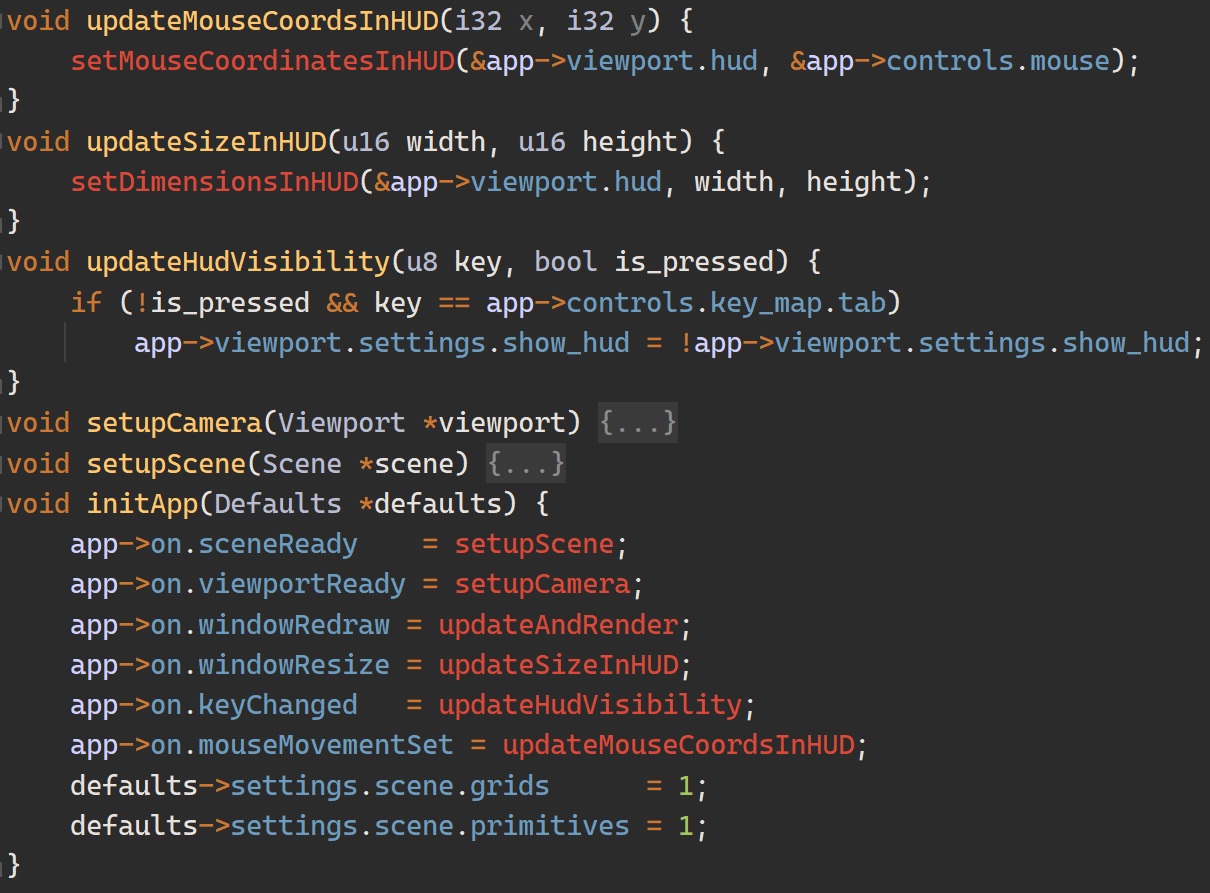 void updateMouseCoordsInHUD(i32 x, i32 y) {
    setMouseCoordinatesInHUD(&app->viewport.hud, &app->controls.mouse);
}
void updateSizeInHUD(u16 width, u16 height) {
    setDimensionsInHUD(&app->viewport.hud, width, height);
}
void updateHudVisibility(u8 key, bool is_pressed) {
    if (!is_pressed && key == app->controls.key_map.tab)
        app->viewport.settings.show_hud = !app->viewport.settings.show_hud;
}
void setupCamera(Viewport *viewport) {...}
void setupScene(Scene *scene) {...}
void initApp(Defaults *defaults) {
    app->on.sceneReady    = setupScene;
    app->on.viewportReady = setupCamera;
    app->on.windowRedraw = updateAndRender;
    app->on.windowResize = updateSizeInHUD;
    app->on.keyChanged   = updateHudVisibility;
    app->on.mouseMovementSet = updateMouseCoordsInHUD;
    defaults->settings.scene.grids      = 1;
    defaults->settings.scene.primitives = 1;
}